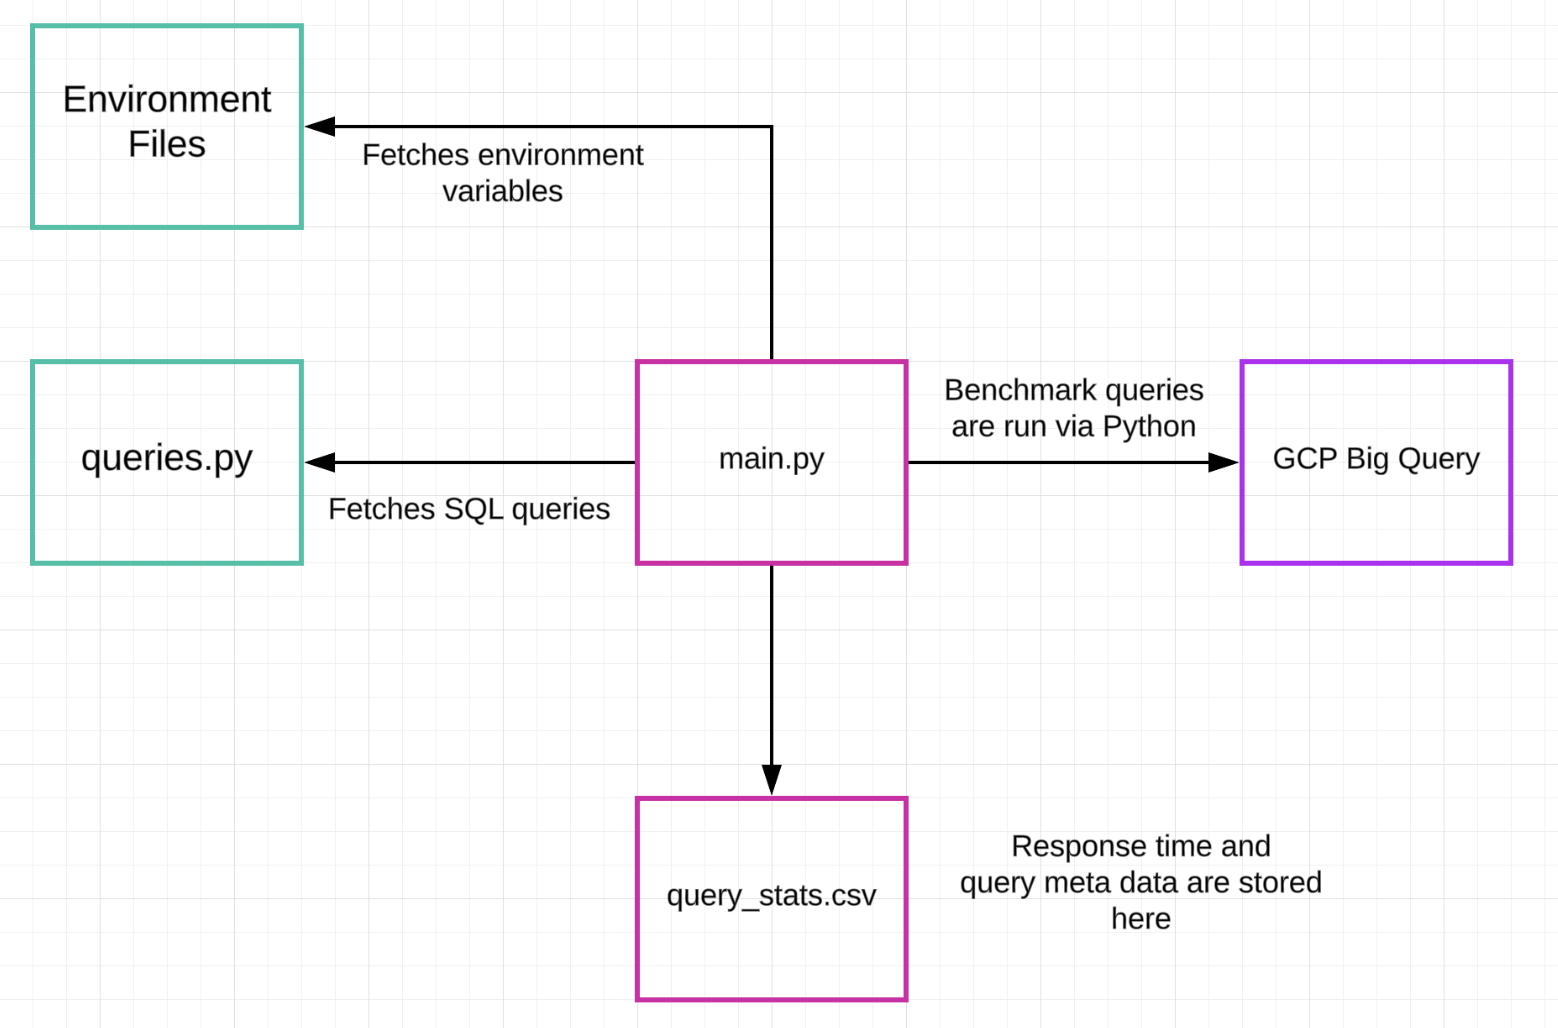 Environment
Files
Fetches environment
variables
queries.py
Fetches SQL queries
main.py
Benchmark queries
are run via Python
GCP Big Query
query_stats.csv
Response time and
query meta data are stored
here